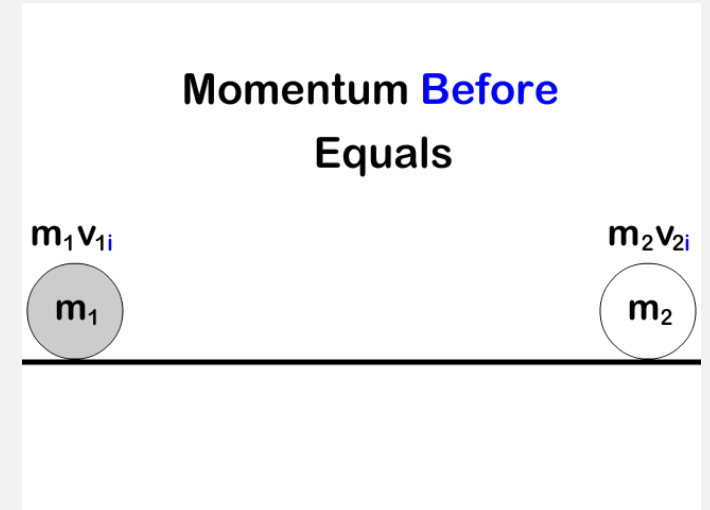 Momentum Before
Equals
m₁v₁ᵢ m₂v₂ᵢ
m₁ m₂